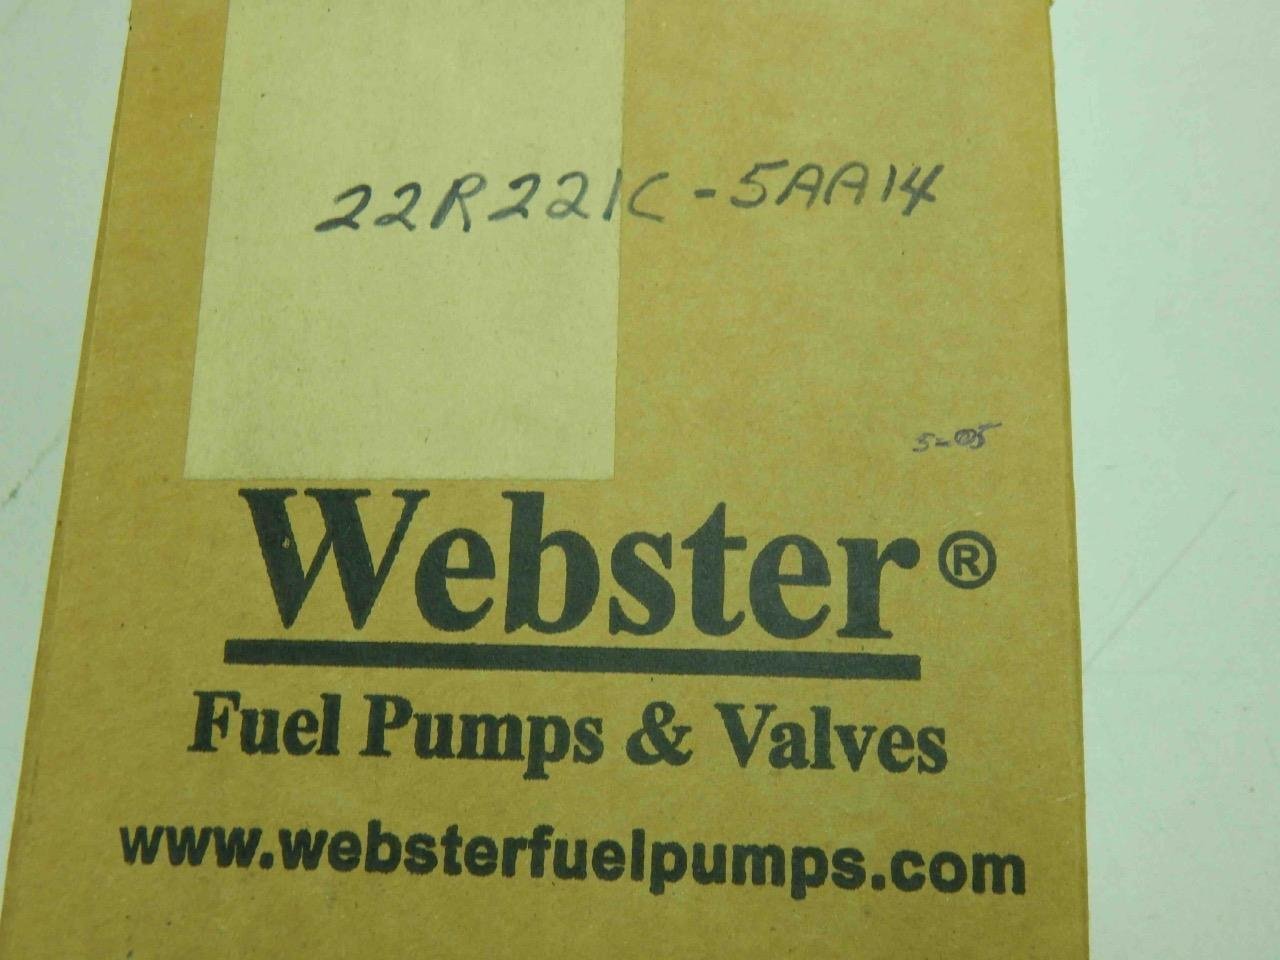 22R221C-5AA14
5-05
Webster®
Fuel Pumps & Valves
www.websterfuelpumps.com